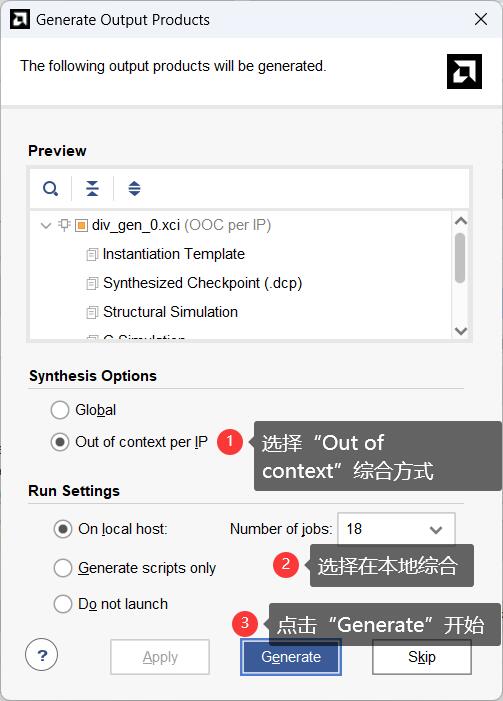 Generate Output Products
The following output products will be generated.
Preview
div_gen_0.xci (OOC per IP)
Instantiation Template
Synthesized Checkpoint (.dcp)
Structural Simulation
Synthesis Options
Global
Out of context per IP
1
选择“Out of
context”综合方式
Run Settings
On local host:
Number of jobs:
18
Generate scripts only
2
选择在本地综合
Do not launch
3
点击“Generate”开始
?
Apply
Generate
Skip